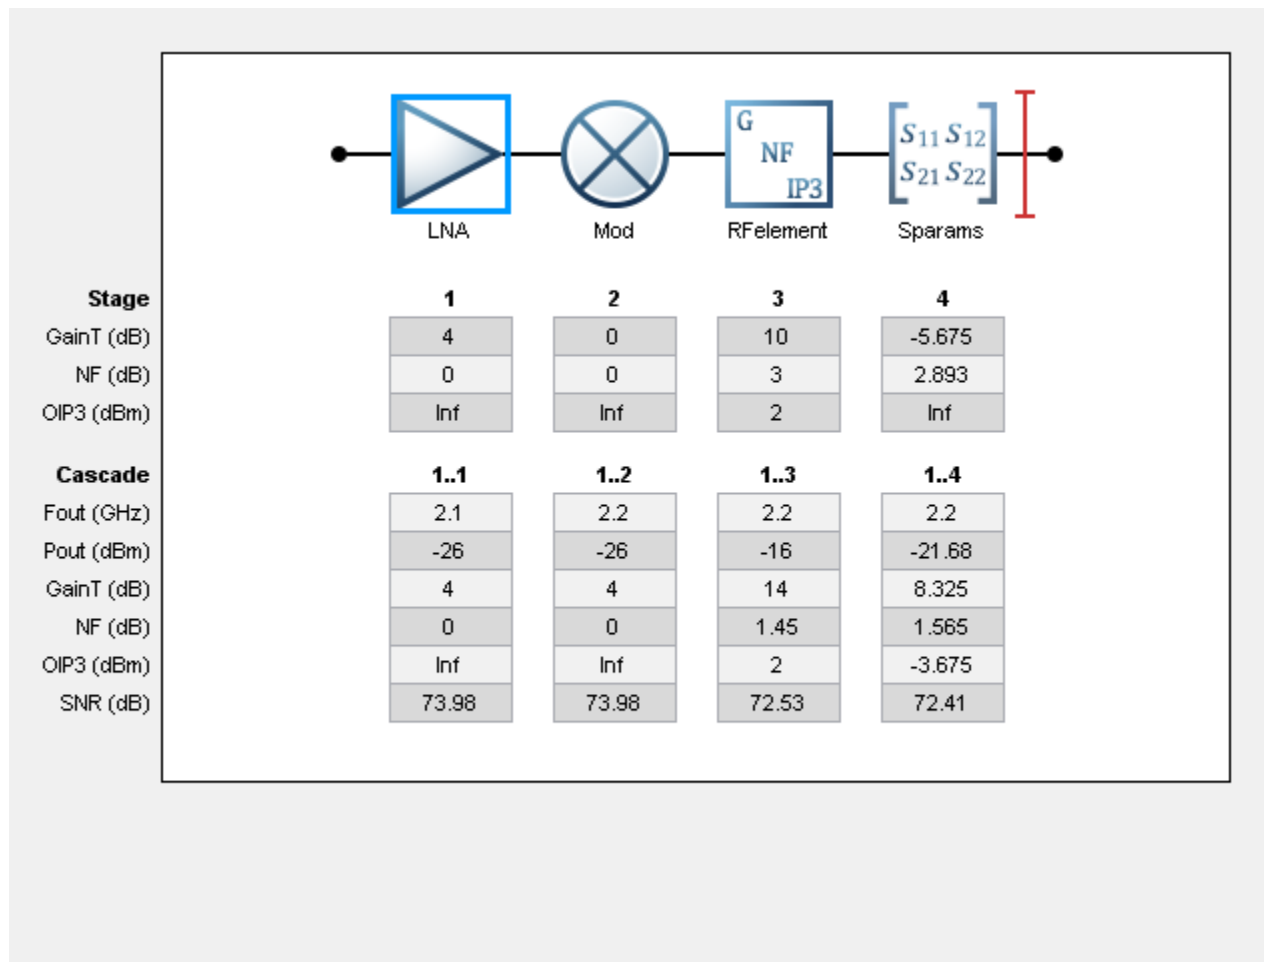 G
NF
IP3
S11 S12
S21 S22
LNA Mod RFelement Sparams
Stage 1 2 3 4
GainT (dB) 4 0 10 -5.675
NF (dB) 0 0 3 2.893
OIP3 (dBm) Inf Inf 2 Inf
Cascade 1..1 1..2 1..3 1..4
Fout (GHz) 2.1 2.2 2.2 2.2
Pout (dBm) -26 -26 -16 -21.68
GainT (dB) 4 4 14 8.325
NF (dB) 0 0 1.45 1.565
OIP3 (dBm) Inf Inf 2 -3.675
SNR (dB) 73.98 73.98 72.53 72.41